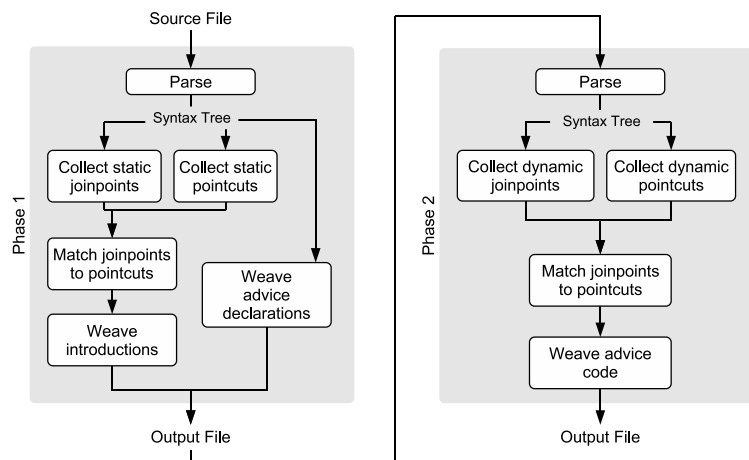 Source File
Phase 1
Parse
Syntax Tree
Collect static
joinpoints
Collect static
pointcuts
Match joinpoints
to pointcuts
Weave
advice
declarations
Weave
introductions
Output File
Phase 2
Parse
Syntax Tree
Collect dynamic
joinpoints
Collect dynamic
pointcuts
Match joinpoints
to pointcuts
Weave advice
code
Output File